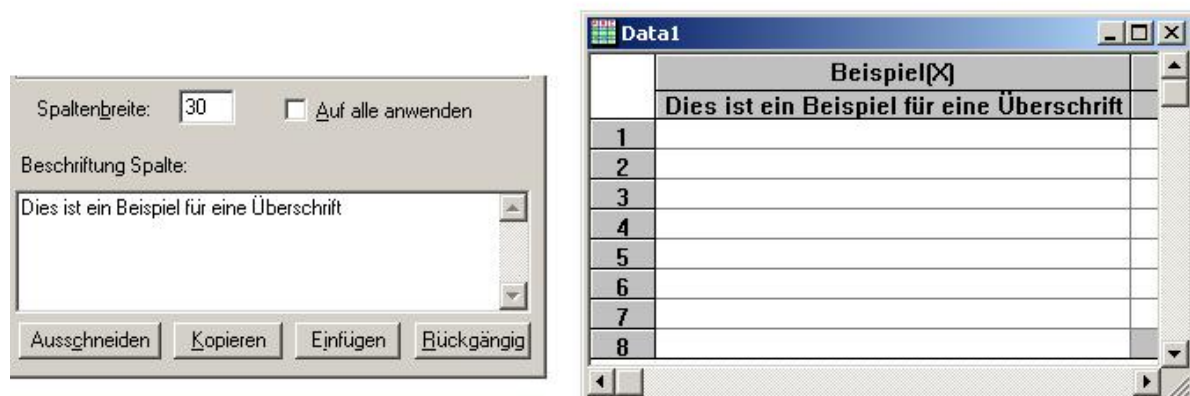 Spaltenbreite: 30 Auf alle anwenden
Beschriftung Spalte:
Dies ist ein Beispiel für eine Überschrift
Ausschneiden Kopieren Einfügen Rückgängig
Data1
Beispiel(X)
Dies ist ein Beispiel für eine Überschrift
1
2
3
4
5
6
7
8